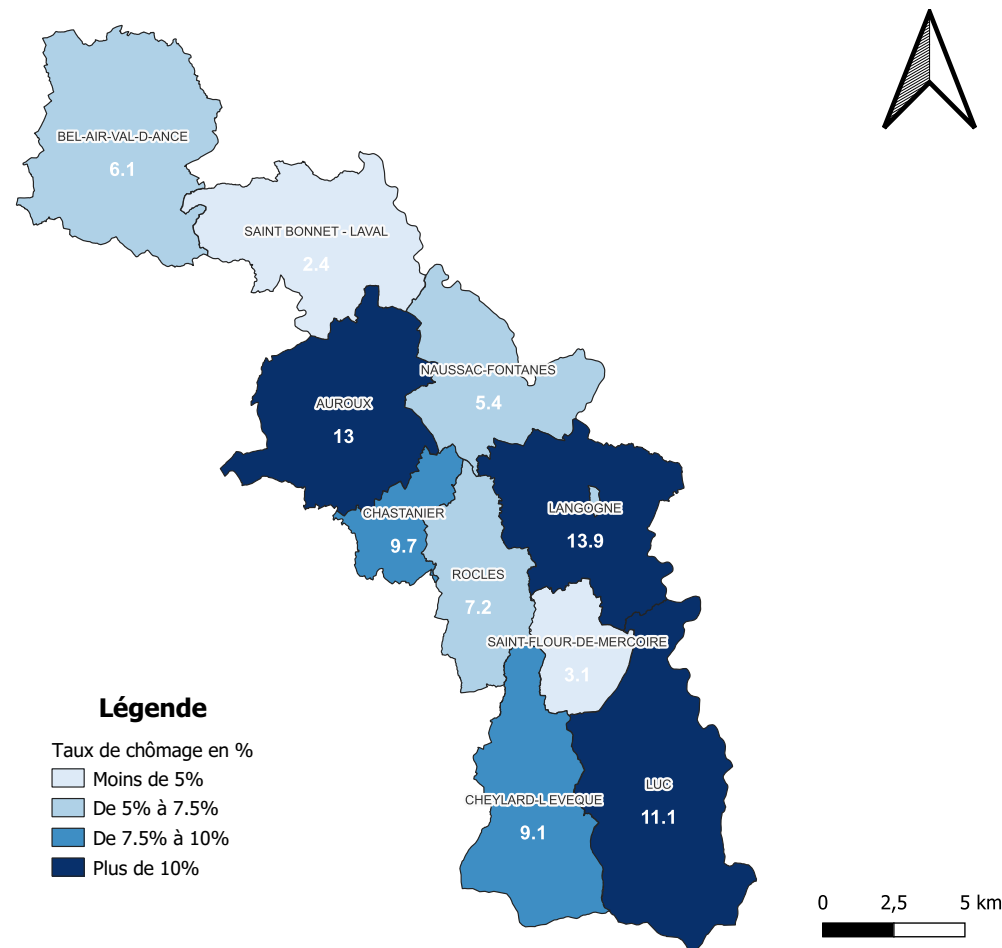 BEL-AIR-VAL-D-ANCE
6.1
SAINT BONNET - LAVAL
2.4
NAUSSAC-FONTANES
5.4
AUROUX
13
LANGOGNE
13.9
CHASTANIER
9.7
ROCLES
7.2
SAINT-FLOUR-DE-MERCOIRE
3.1
LUC
11.1
CHEYLARD-L EVEQUE
9.1
Légende
Taux de chômage en %
Moins de 5%
De 5% à 7.5%
De 7.5% à 10%
Plus de 10%
0 2,5 5 km